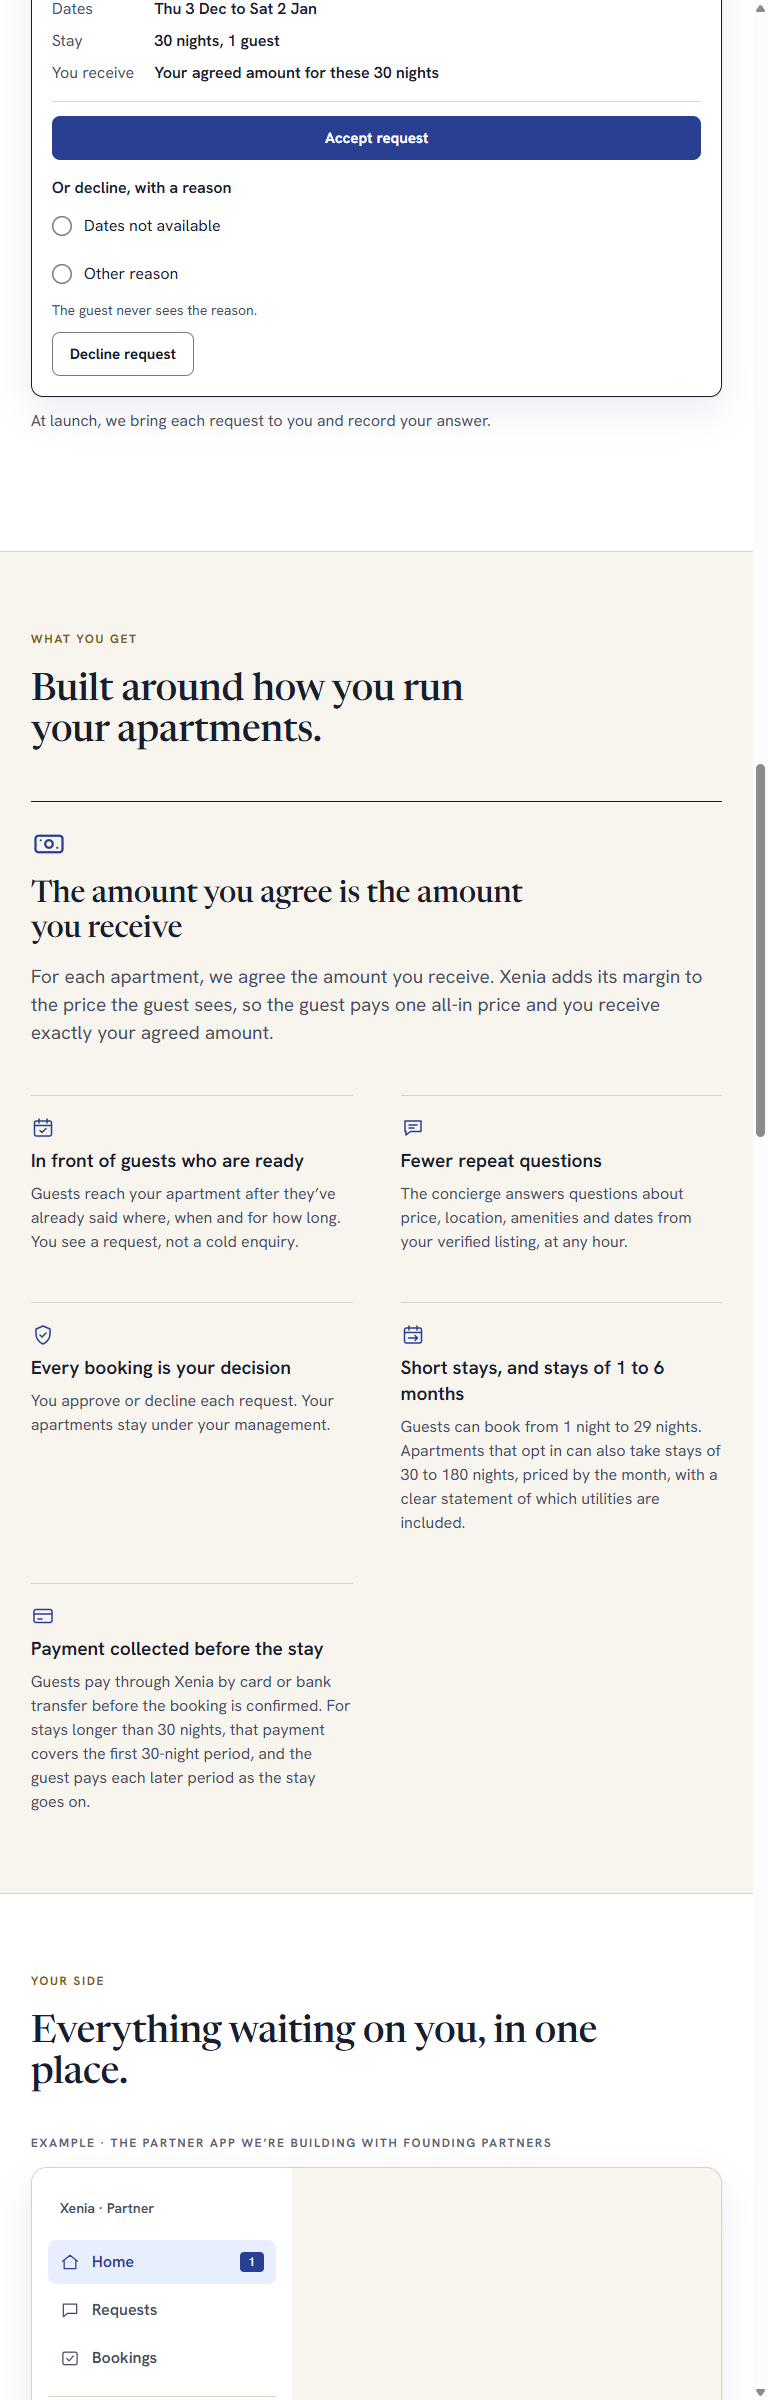 Dates Thu 3 Dec to Sat 2 Jan
Stay 30 nights, 1 guest
You receive Your agreed amount for these 30 nights
Accept request
Or decline, with a reason
Dates not available
Other reason
The guest never sees the reason.
Decline request
At launch, we bring each request to you and record your answer.
WHAT YOU GET
Built around how you run
your apartments.
The amount you agree is the amount
you receive
For each apartment, we agree the amount you receive. Xenia adds its margin to
the price the guest sees, so the guest pays one all-in price and you receive
exactly your agreed amount.
In front of guests who are ready
Guests reach your apartment after they’ve
already said where, when and for how long.
You see a request, not a cold enquiry.
Fewer repeat questions
The concierge answers questions about
price, location, amenities and dates from
your verified listing, at any hour.
Every booking is your decision
You approve or decline each request. Your
apartments stay under your management.
Short stays, and stays of 1 to 6
months
Guests can book from 1 night to 29 nights.
Apartments that opt in can also take stays of
30 to 180 nights, priced by the month, with a
clear statement of which utilities are
included.
Payment collected before the stay
Guests pay through Xenia by card or bank
transfer before the booking is confirmed. For
stays longer than 30 nights, that payment
covers the first 30-night period, and the
guest pays each later period as the stay
goes on.
YOUR SIDE
Everything waiting on you, in one
place.
EXAMPLE · THE PARTNER APP WE’RE BUILDING WITH FOUNDING PARTNERS
Xenia · Partner
Home 1
Requests
Bookings